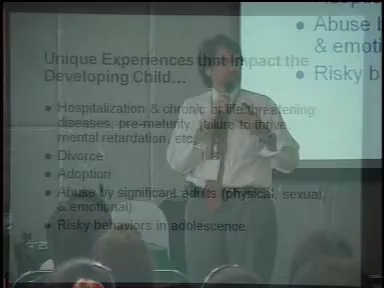 Unique Experiences that Impact the
Developing Child…
• Hospitalization & chronic or life threatening
diseases, pre-maturity, failure to thrive,
mental retardation, etc.
• Divorce
• Adoption
• Abuse by significant adults (physical, sexual,
& emotional)
• Risky behaviors in adolescence
• Abuse
& emoti
• Risky b